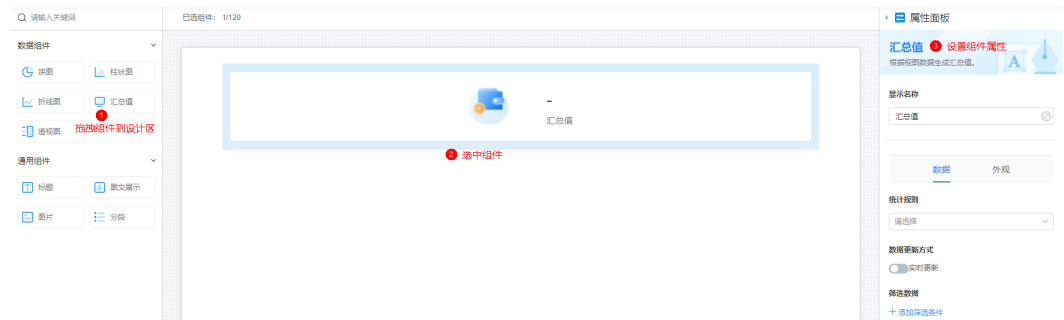 请输入关键词
已选组件: 1/120
属性面板
数据组件
饼图
柱状图
折线图
汇总值
1
拖拽组件到设计区
透视图
通用组件
标题
图文展示
图片
分段
-
汇总值
2 选中组件
汇总值 3 设置组件属性
根据视图数据生成汇总值。
A
显示名称
汇总值
数据 外观
统计规则
请选择
数据更新方式
实时更新
筛选数据
+ 添加筛选条件